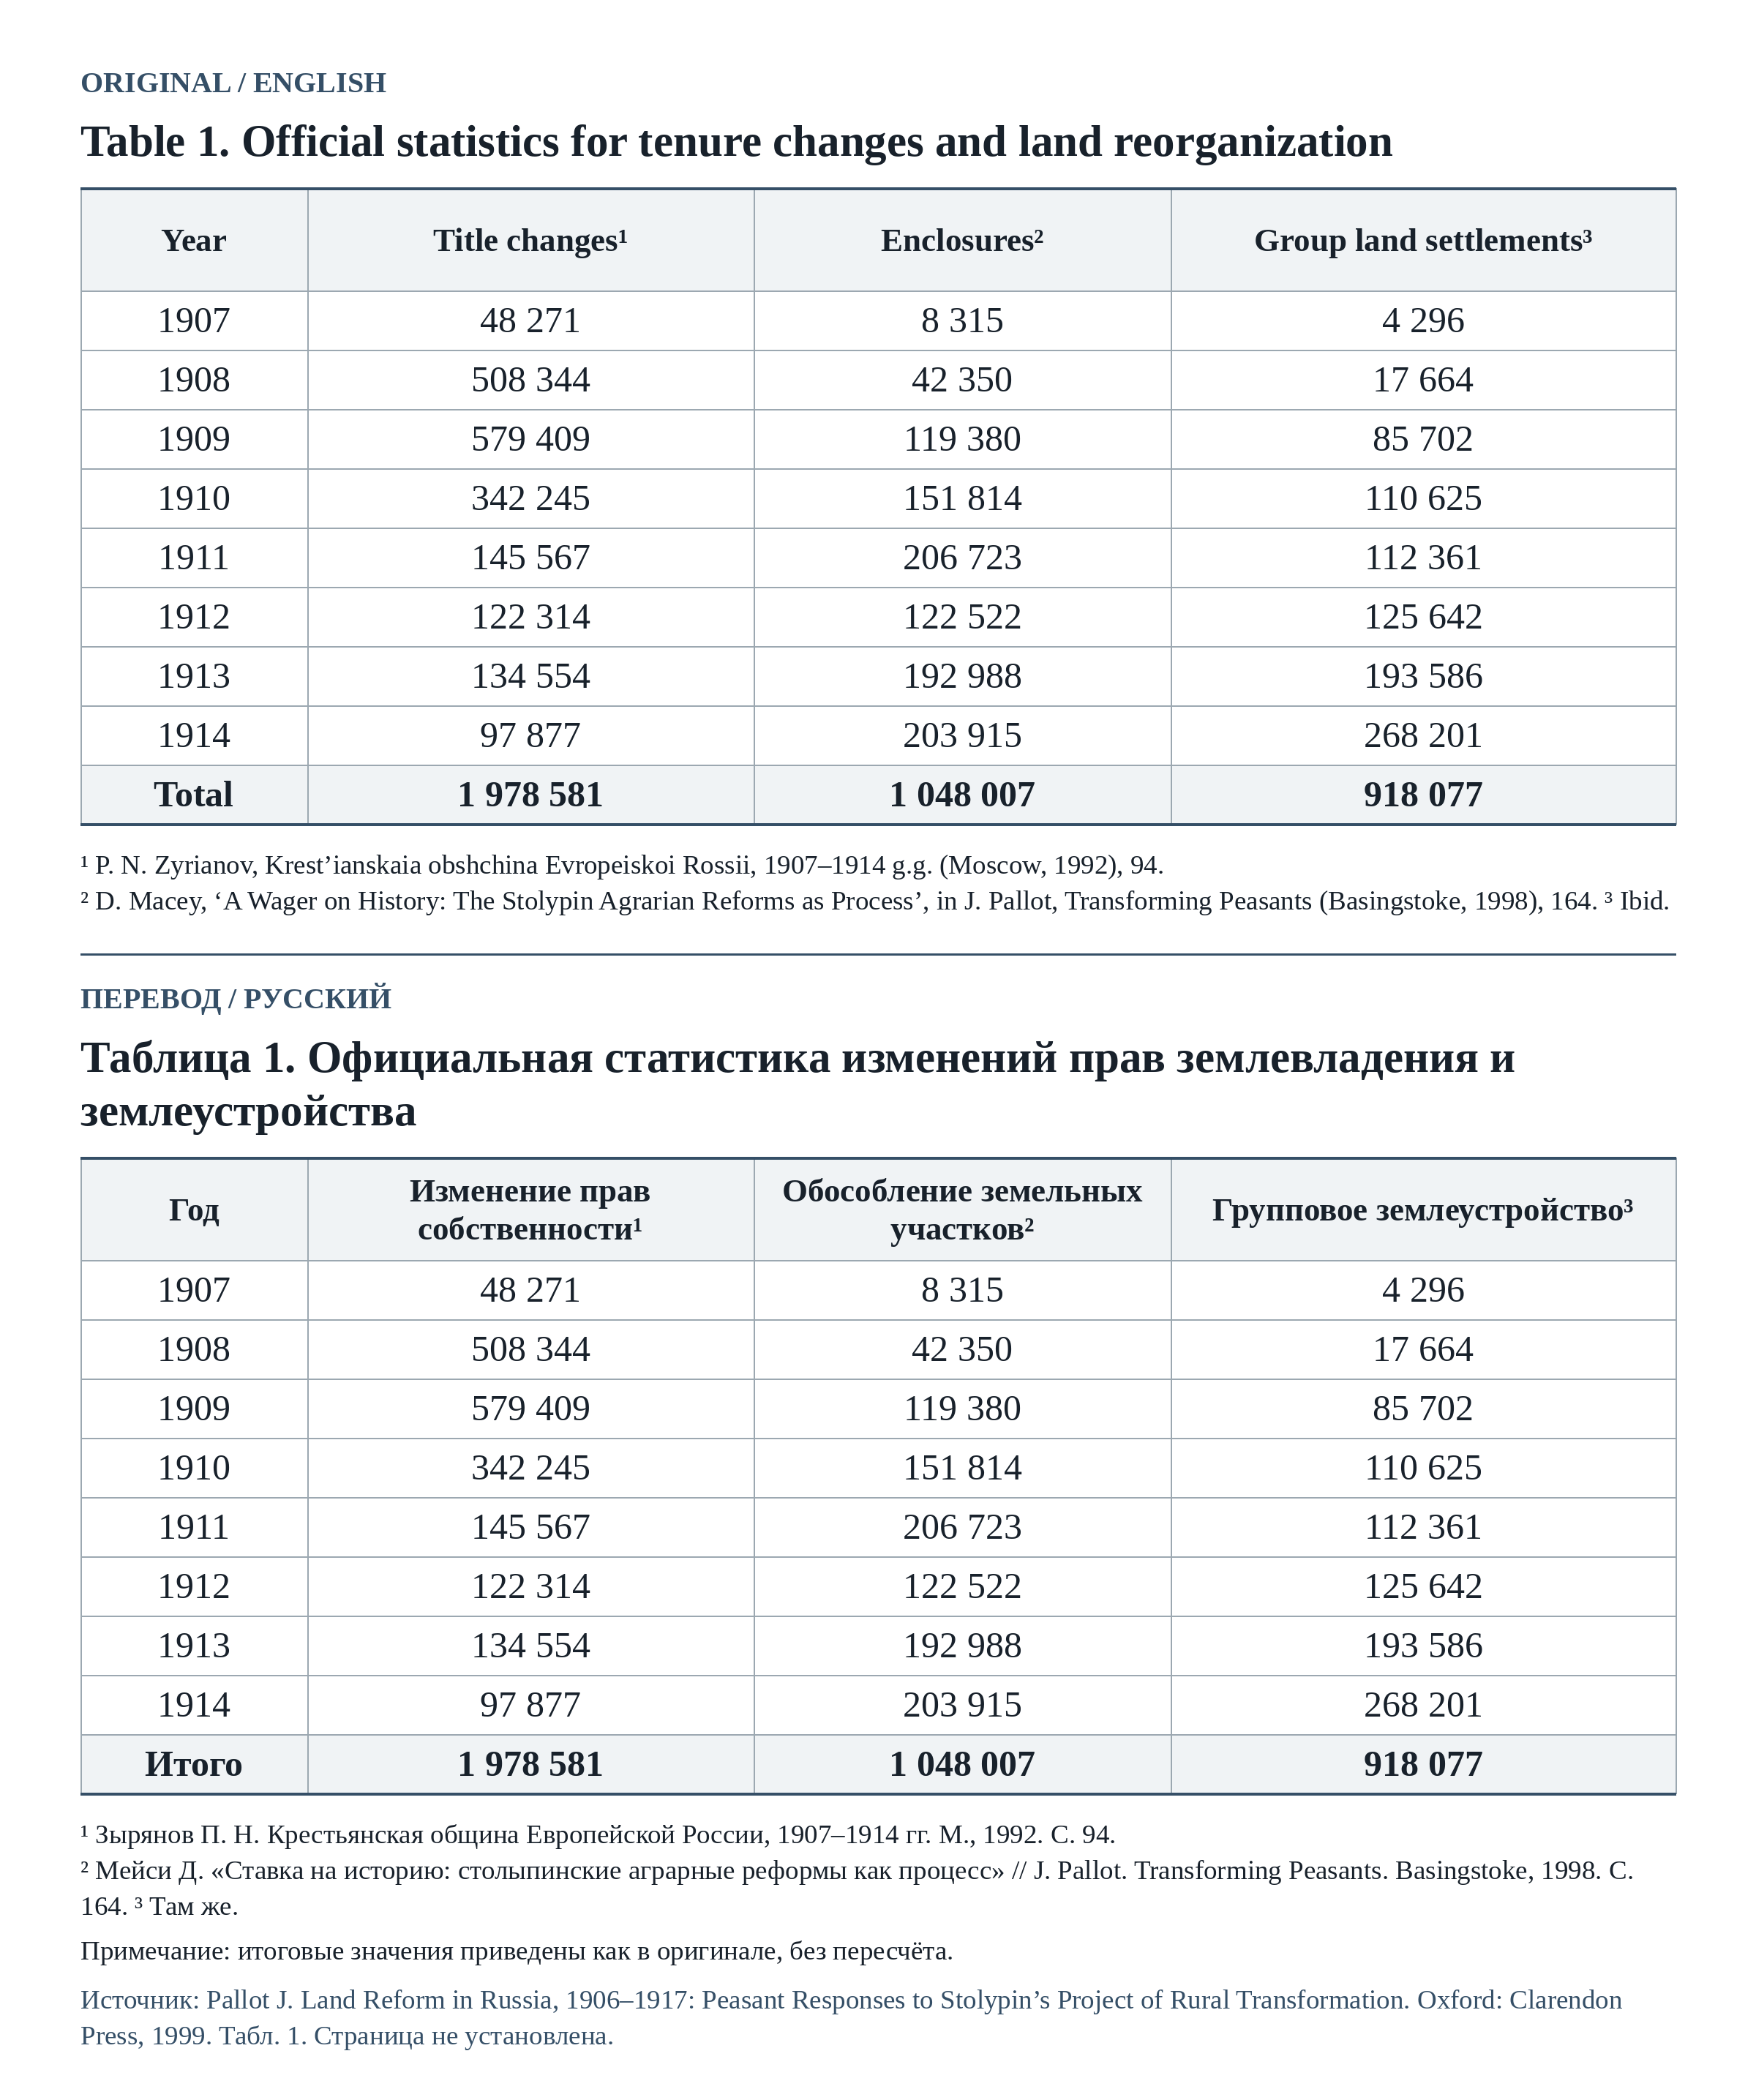 ORIGINAL / ENGLISH
Table 1. Official statistics for tenure changes and land reorganization
Year Title changes¹ Enclosures² Group land settlements³
1907 48 271 8 315 4 296
1908 508 344 42 350 17 664
1909 579 409 119 380 85 702
1910 342 245 151 814 110 625
1911 145 567 206 723 112 361
1912 122 314 122 522 125 642
1913 134 554 192 988 193 586
1914 97 877 203 915 268 201
Total 1 978 581 1 048 007 918 077
¹ P. N. Zyrianov, Krest’ianskaia obshchina Evropeiskoi Rossii, 1907–1914 g.g. (Moscow, 1992), 94.
² D. Macey, ‘A Wager on History: The Stolypin Agrarian Reforms as Process’, in J. Pallot, Transforming Peasants (Basingstoke, 1998), 164. ³ Ibid.
ПЕРЕВОД / РУССКИЙ
Таблица 1. Официальная статистика изменений прав землевладения и
землеустройства
Год Изменение прав собственности¹ Обособление земельных участков² Групповое землеустройство³
1907 48 271 8 315 4 296
1908 508 344 42 350 17 664
1909 579 409 119 380 85 702
1910 342 245 151 814 110 625
1911 145 567 206 723 112 361
1912 122 314 122 522 125 642
1913 134 554 192 988 193 586
1914 97 877 203 915 268 201
Итого 1 978 581 1 048 007 918 077
¹ Зырянов П. Н. Крестьянская община Европейской России, 1907–1914 гг. М., 1992. С. 94.
² Мейси Д. «Ставка на историю: столыпинские аграрные реформы как процесс» // J. Pallot. Transforming Peasants. Basingstoke, 1998. С.
164. ³ Там же.
Примечание: итоговые значения приведены как в оригинале, без пересчёта.
Источник: Pallot J. Land Reform in Russia, 1906–1917: Peasant Responses to Stolypin’s Project of Rural Transformation. Oxford: Clarendon
Press, 1999. Табл. 1. Страница не установлена.